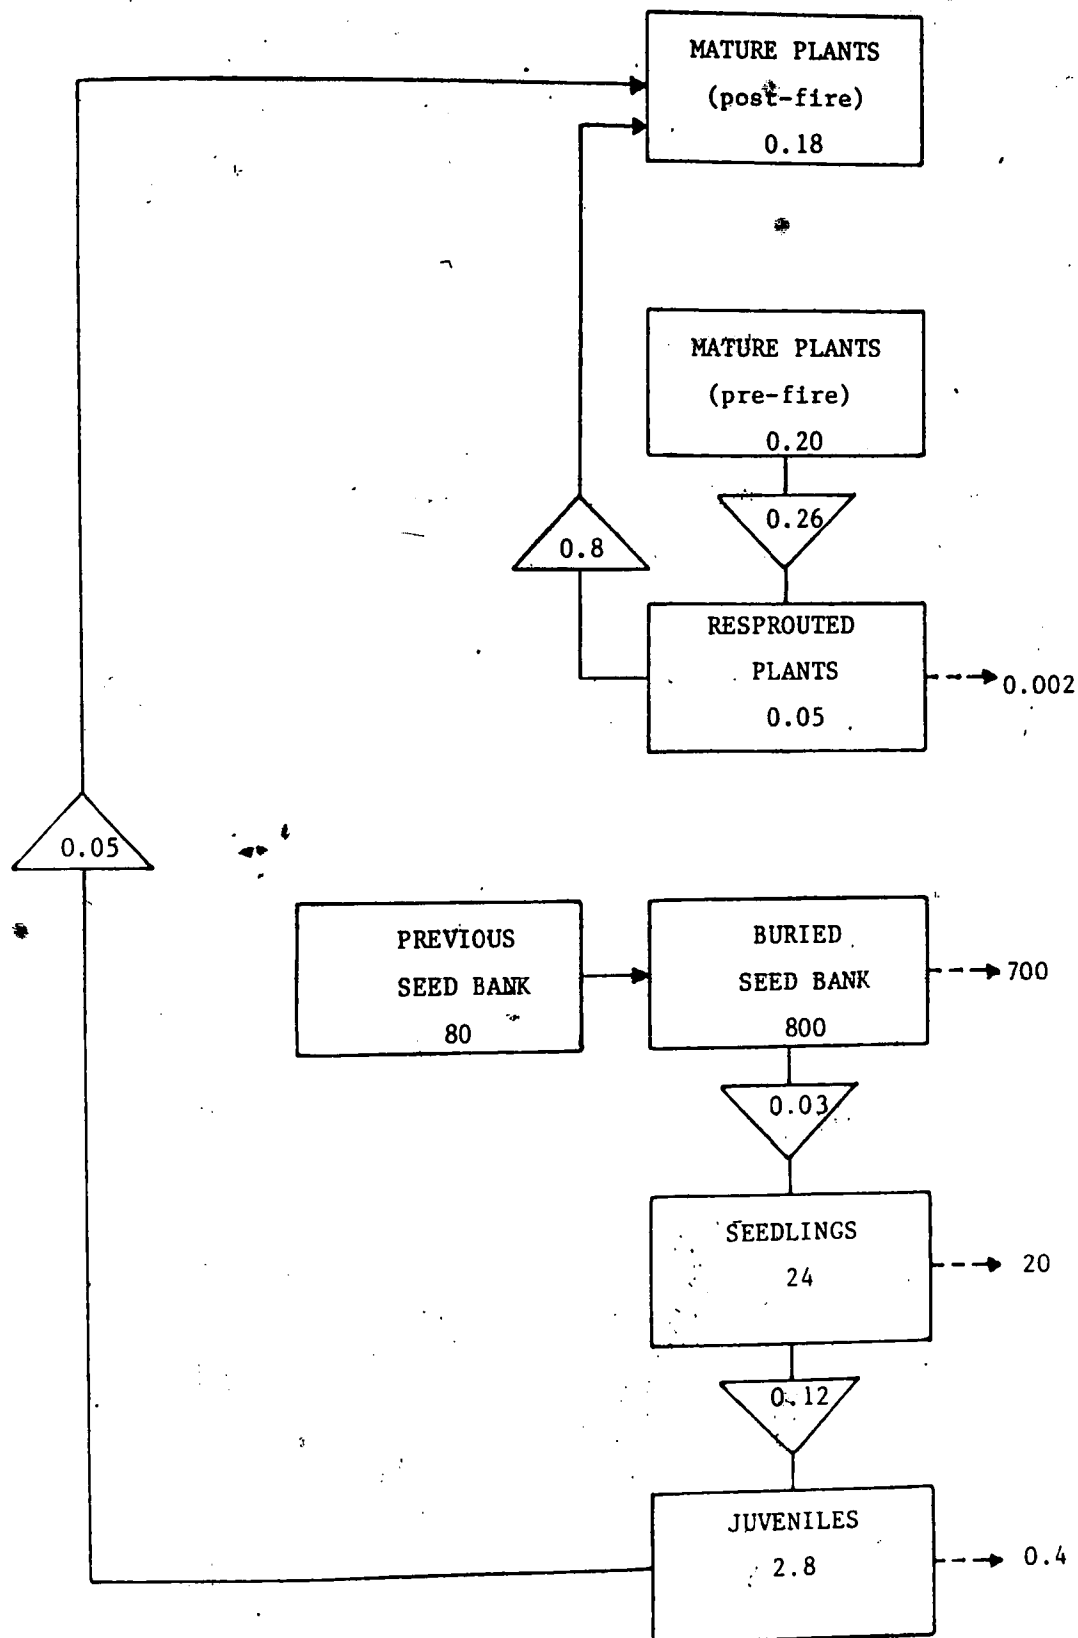 MATURE PLANTS
(post-fire)
0.18
MATURE PLANTS
(pre-fire)
0.20
0.26
0.8
RESPROUTED
PLANTS
0.05
0.002
0.05
PREVIOUS
SEED BANK
80
BURIED
SEED BANK
800
700
0.03
SEEDLINGS
24
20
0.12
JUVENILES
2.8
0.4